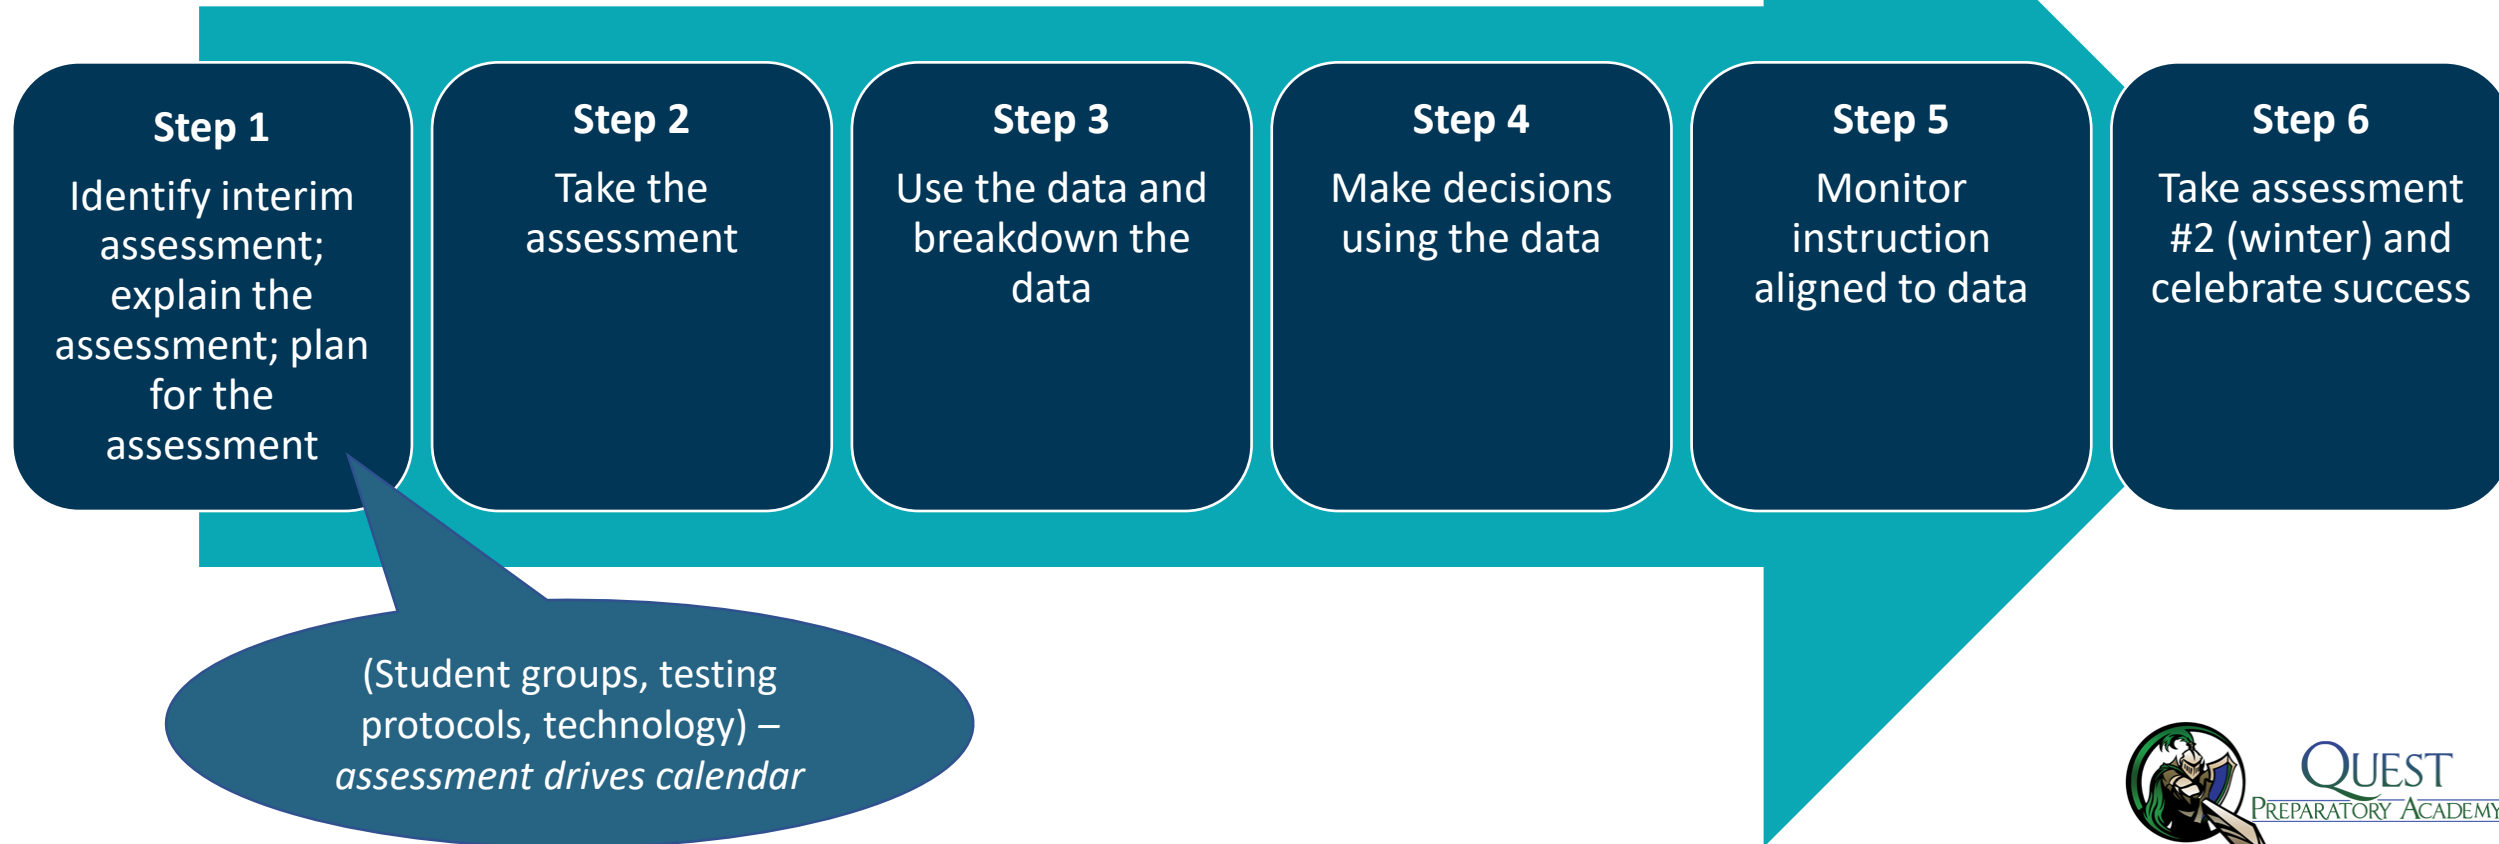 Step 1
Identify interim
assessment;
explain the
assessment; plan
for the
assessment
Step 2
Take the
assessment
Step 3
Use the data and
breakdown the
data
Step 4
Make decisions
using the data
Step 5
Monitor
instruction
aligned to data
Step 6
Take assessment
#2 (winter) and
celebrate success
(Student groups, testing
protocols, technology) –
assessment drives calendar
QUEST
PREPARATORY ACADEMY